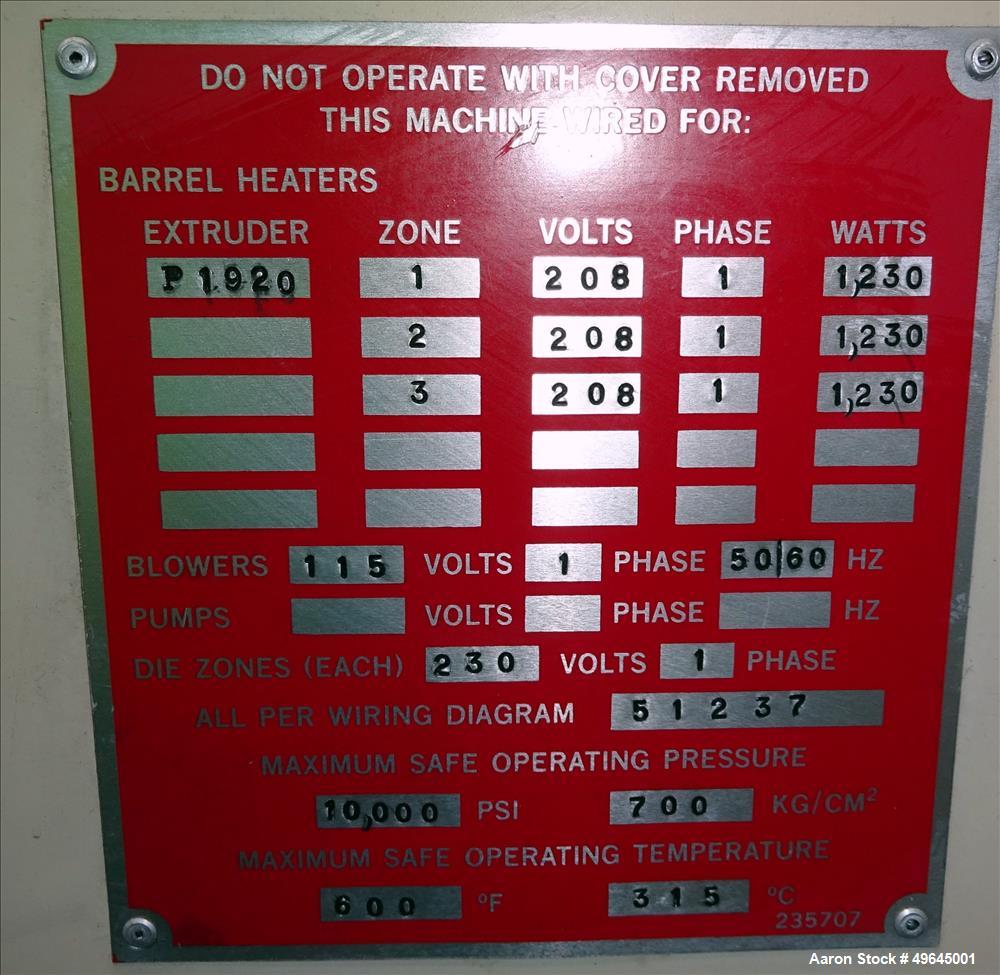 DO NOT OPERATE WITH COVER REMOVED
THIS MACHINE WIRED FOR:
BARREL HEATERS
EXTRUDER ZONE VOLTS PHASE WATTS
P1920 1 208 1 1,230
2 208 1 1,230
3 208 1 1,230
BLOWERS 115 VOLTS 1 PHASE 50|60 HZ
PUMPS VOLTS PHASE HZ
DIE ZONES (EACH) 230 VOLTS 1 PHASE
ALL PER WIRING DIAGRAM 51237
MAXIMUM SAFE OPERATING PRESSURE
10,000 PSI 700 KG/CM²
MAXIMUM SAFE OPERATING TEMPERATURE
600 °F 315 °C
235707
Aaron Stock # 49645001